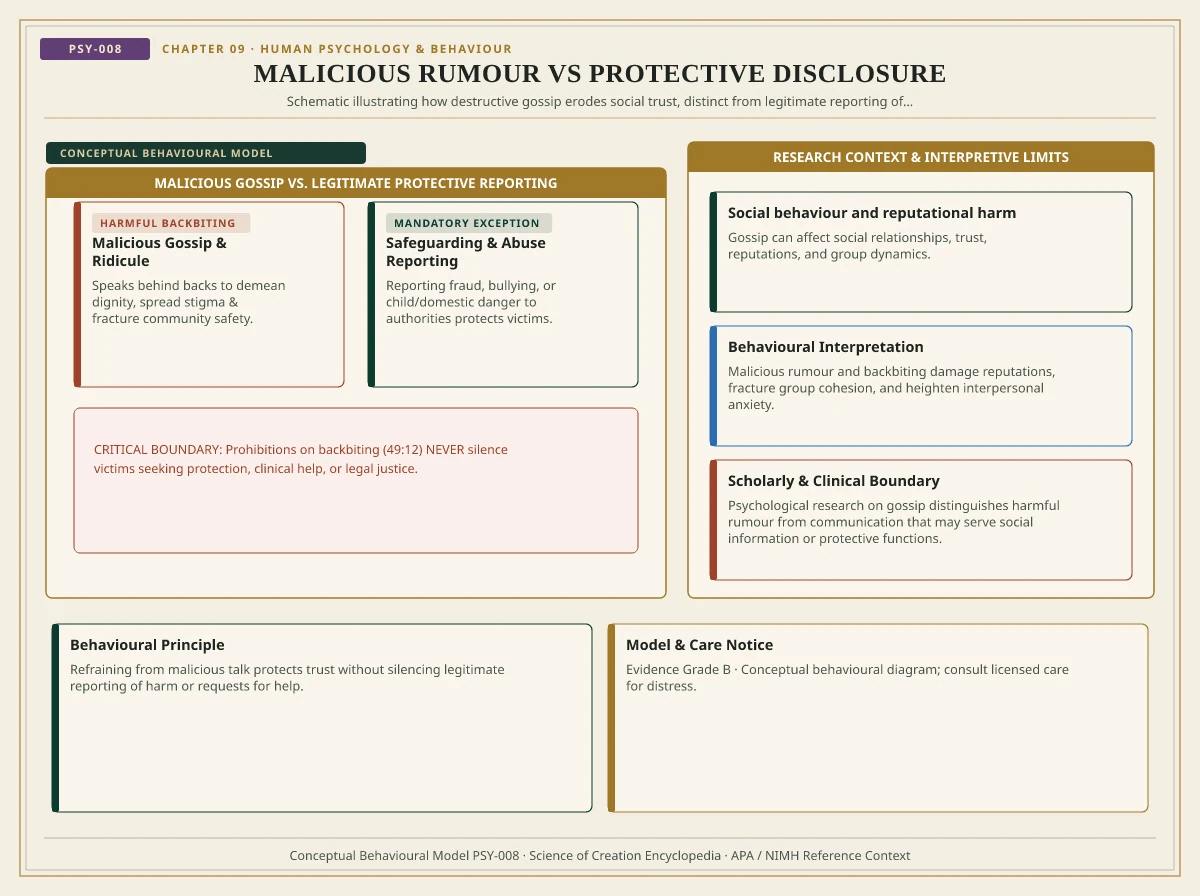 PSY-008
CHAPTER 09 · HUMAN PSYCHOLOGY & BEHAVIOUR
MALICIOUS RUMOUR VS PROTECTIVE DISCLOSURE
Schematic illustrating how destructive gossip erodes social trust, distinct from legitimate reporting of...
CONCEPTUAL BEHAVIOURAL MODEL
MALICIOUS GOSSIP VS. LEGITIMATE PROTECTIVE REPORTING
HARMFUL BACKBITING
Malicious Gossip &
Ridicule
Speaks behind backs to demean
dignity, spread stigma &
fracture community safety.
MANDATORY EXCEPTION
Safeguarding & Abuse
Reporting
Reporting fraud, bullying, or
child/domestic danger to
authorities protects victims.
CRITICAL BOUNDARY: Prohibitions on backbiting (49:12) NEVER silence
victims seeking protection, clinical help, or legal justice.
RESEARCH CONTEXT & INTERPRETIVE LIMITS
Social behaviour and reputational harm
Gossip can affect social relationships, trust,
reputations, and group dynamics.
Behavioural Interpretation
Malicious rumour and backbiting damage reputations,
fracture group cohesion, and heighten interpersonal
anxiety.
Scholarly & Clinical Boundary
Psychological research on gossip distinguishes harmful
rumour from communication that may serve social
information or protective functions.
Behavioural Principle
Refraining from malicious talk protects trust without silencing legitimate
reporting of harm or requests for help.
Model & Care Notice
Evidence Grade B · Conceptual behavioural diagram; consult licensed care
for distress.
Conceptual Behavioural Model PSY-008 · Science of Creation Encyclopedia · APA / NIMH Reference Context